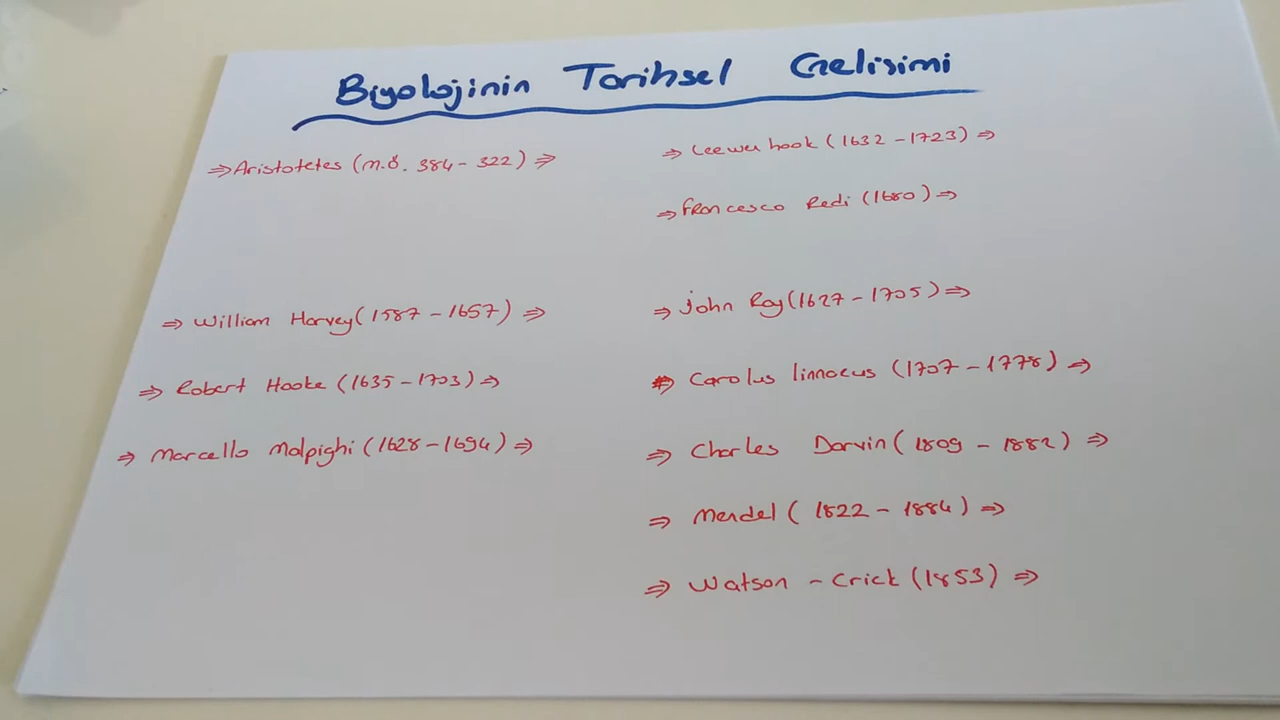 Biyolojinin Tarihsel Gelisimi
⇒ Aristoteles (m.ö. 384 - 322) ⇒
⇒ William Harvey (1587 - 1657) ⇒
⇒ Robert Hooke (1635 - 1703) ⇒
⇒ Marcello Malpighi (1628 - 1694) ⇒
⇒ Leewenhook (1632 - 1723) ⇒
⇒ francesco Redi (1680) ⇒
⇒ john Ray (1627 - 1705) ⇒
⇒ Carolus linnaeus (1707 - 1778) ⇒
⇒ Charles Darvin (1809 - 1882) ⇒
⇒ Mendel (1822 - 1884) ⇒
⇒ Watson - Crick (1853) ⇒